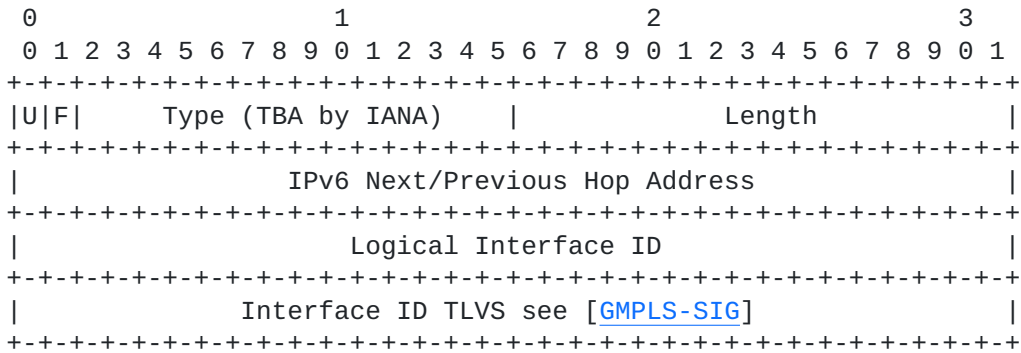 0                   1                   2                   3
 0 1 2 3 4 5 6 7 8 9 0 1 2 3 4 5 6 7 8 9 0 1 2 3 4 5 6 7 8 9 0 1
+-+-+-+-+-+-+-+-+-+-+-+-+-+-+-+-+-+-+-+-+-+-+-+-+-+-+-+-+-+-+-+-+
|U|F|     Type (TBA by IANA)    |             Length            |
+-+-+-+-+-+-+-+-+-+-+-+-+-+-+-+-+-+-+-+-+-+-+-+-+-+-+-+-+-+-+-+-+
|                 IPv6 Next/Previous Hop Address                |
+-+-+-+-+-+-+-+-+-+-+-+-+-+-+-+-+-+-+-+-+-+-+-+-+-+-+-+-+-+-+-+-+
|                     Logical Interface ID                      |
+-+-+-+-+-+-+-+-+-+-+-+-+-+-+-+-+-+-+-+-+-+-+-+-+-+-+-+-+-+-+-+-+
|              Interface ID TLVS see [GMPLS-SIG]                |
+-+-+-+-+-+-+-+-+-+-+-+-+-+-+-+-+-+-+-+-+-+-+-+-+-+-+-+-+-+-+-+-+